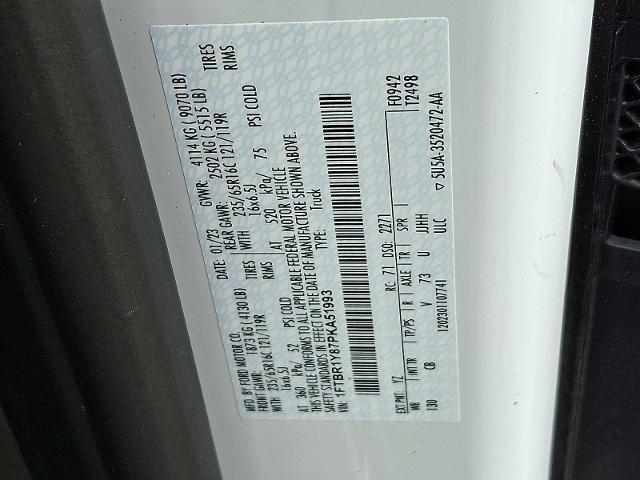 MFD. BY FORD MOTOR CO.
DATE: 01/23 GVWR: 4114 KG ( 9070 LB)
FRONT GAWR: 1873 KG ( 4130 LB) REAR GAWR: 2502 KG ( 5515 LB)
WITH 235/65R16C 121/119R TIRES WITH 235/65R16C 121/119R TIRES
16x6.5J RIMS 16x6.5J RIMS
AT 360 kPa/ 52 PSI COLD AT 520 kPa/ 75 PSI COLD
THIS VEHICLE CONFORMS TO ALL APPLICABLE FEDERAL MOTOR VEHICLE
SAFETY STANDARDS IN EFFECT ON THE DATE OF MANUFACTURE SHOWN ABOVE.
VIN: 1FTBR1Y87PKA51993 TYPE: Truck
F0942
T2498
EXT PNT: YZ RC: 71 DSO: 2271
WB INT TR TP/PS R AXLE TR SPR
130 CB V 73 U JJHH
1202301107741 ULC
▽ 5U5A-3520472-AA